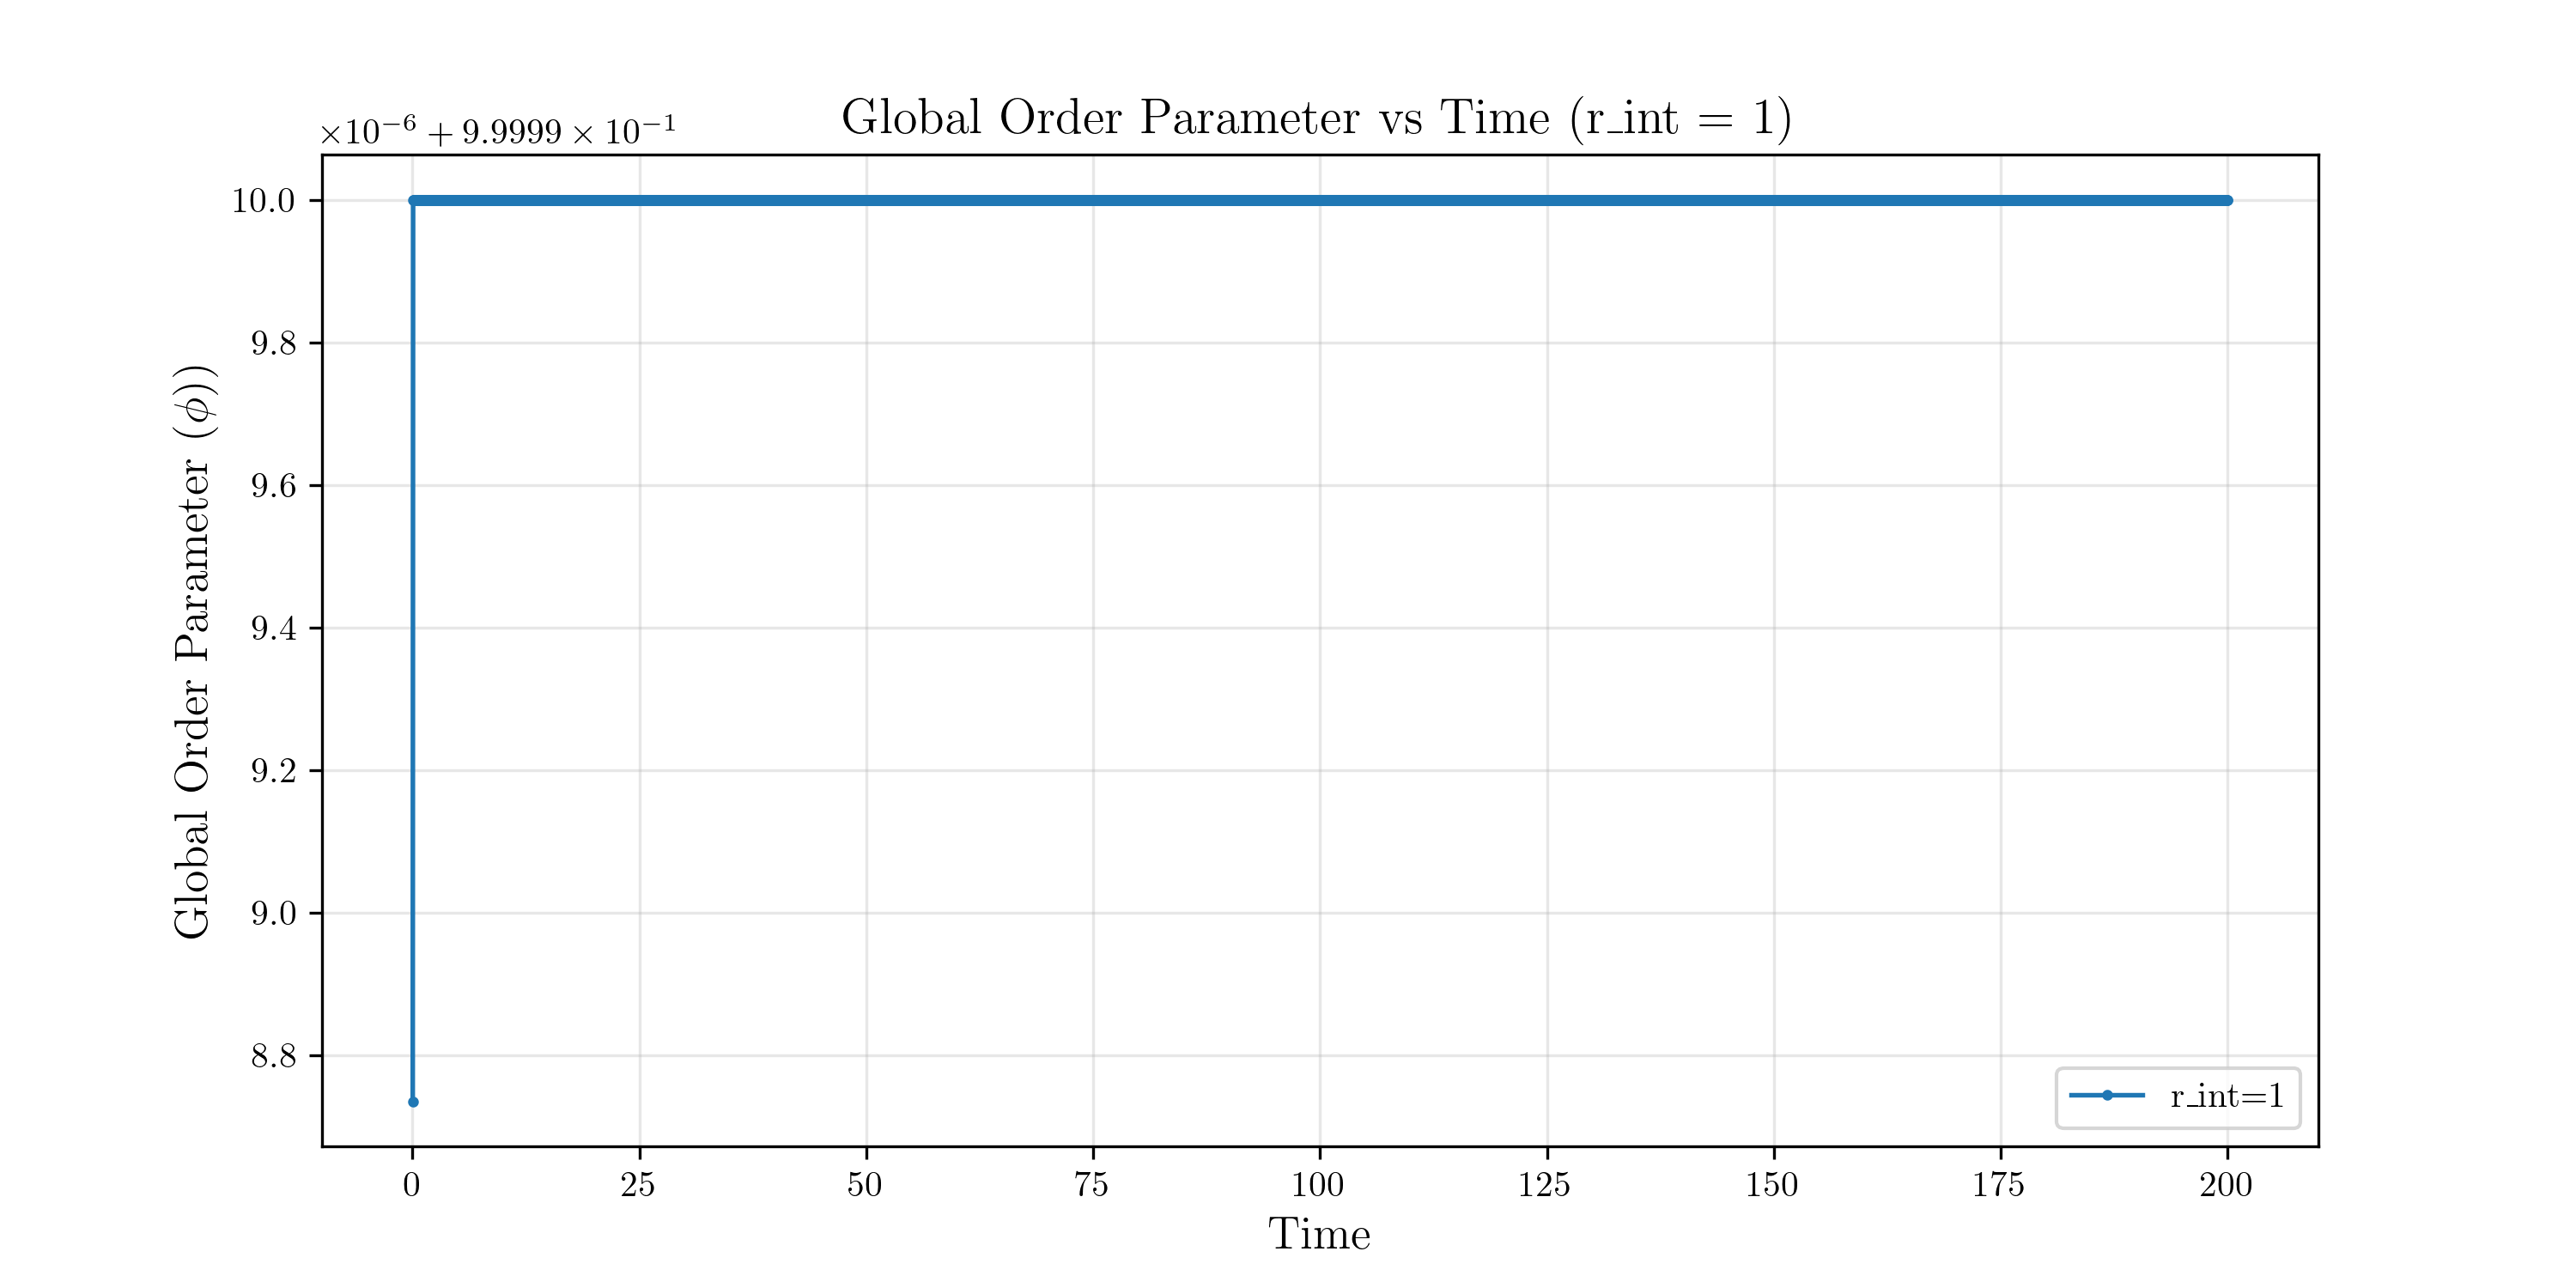 Global Order Parameter vs Time (r_int = 1)
×10−6 + 9.9999 × 10−1
10.0
9.8
9.6
9.4
9.2
9.0
8.8
Global Order Parameter (ϕ))
r_int=1
0 25 50 75 100 125 150 175 200
Time